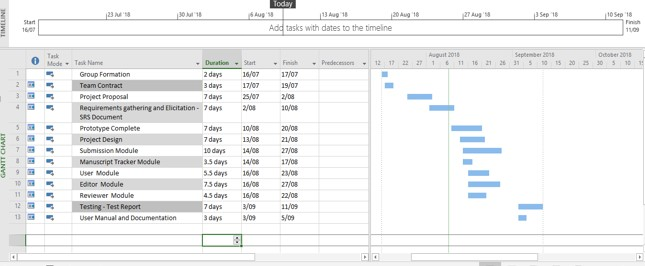 Today
23 Jul '18 30 Jul '18 6 Aug '18 13 Aug '18 20 Aug '18 27 Aug '18 3 Sep '18 10 Sep '18
TIMELINE
Start
16/07
Add tasks with dates to the timeline
Finish
11/09
GANTT CHART
Task Mode Task Name Duration Start Finish Predecessors
August 2018 September 2018 October 2018
12 17 22 27 1 6 11 16 21 26 31 5 10 15 20 25 30 5 10 15
1 Group Formation 2 days 16/07 17/07
2 Team Contract 3 days 17/07 19/07
3 Project Proposal 7 days 25/07 2/08
4 Requirements gathering and Elicitation - 7 days 2/08 10/08
SRS Document
5 Prototype Complete 7 days 10/08 20/08
6 Project Design 7 days 13/08 21/08
7 Submission Module 10 days 14/08 27/08
8 Manuscript Tracker Module 3.5 days 14/08 17/08
9 User Module 5.5 days 16/08 23/08
10 Editor Module 7.5 days 16/08 27/08
11 Reviewer Module 4.5 days 16/08 22/08
12 Testing - Test Report 7 days 3/09 11/09
13 User Manual and Documentation 3 days 3/09 5/09